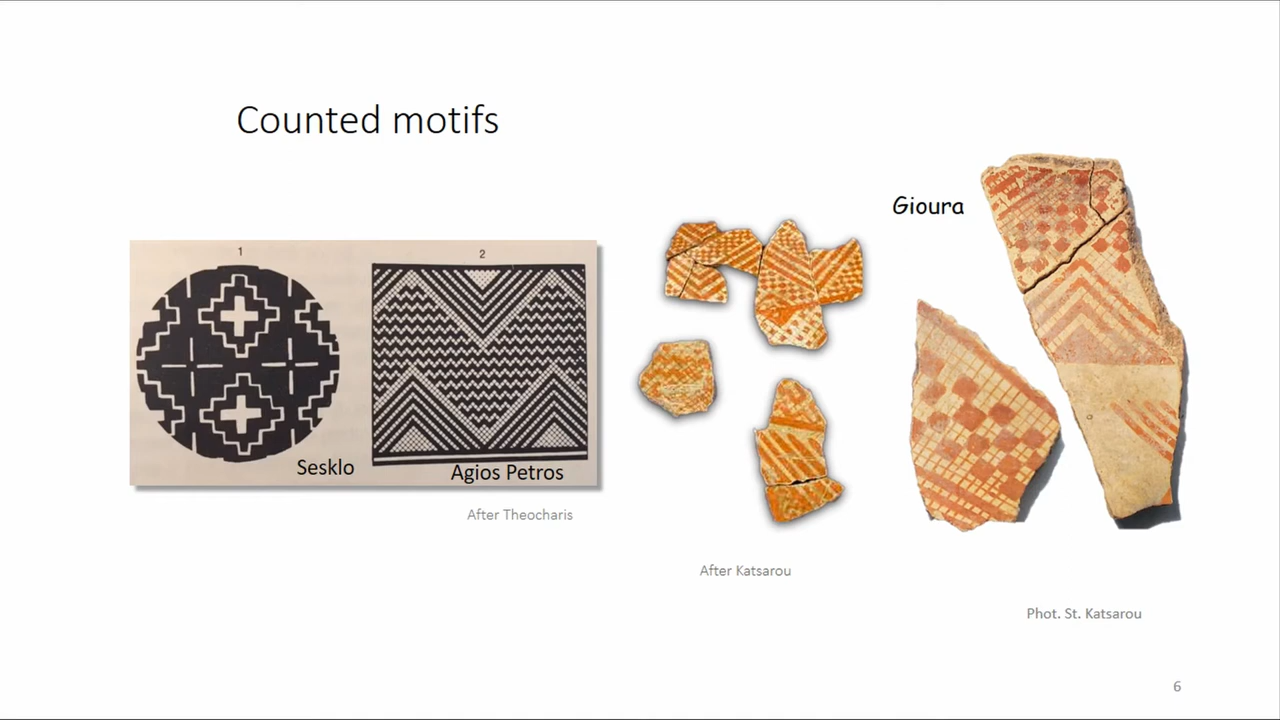 Counted motifs
Gioura
1
2
Sesklo
Agios Petros
After Theocharis
After Katsarou
Phot. St. Katsarou
6